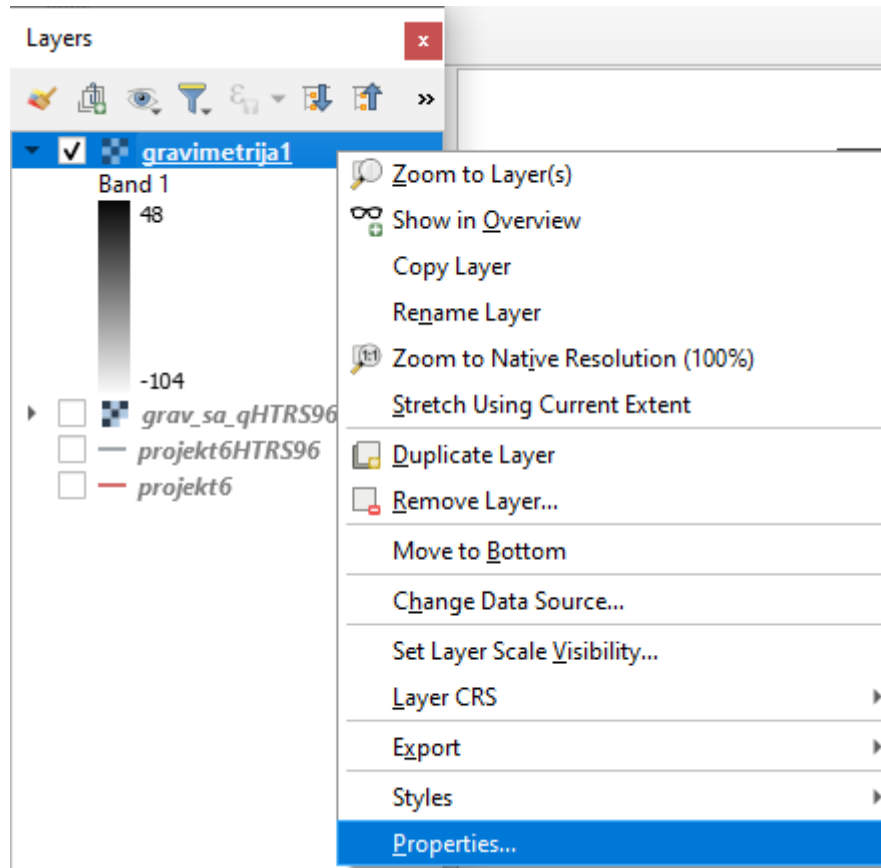 Layers
x
»
gravimetrija1
Band 1
48
-104
grav_sa_qHTRS96
projekt6HTRS96
projekt6
Zoom to Layer(s)
Show in Overview
Copy Layer
Rename Layer
1:1 Zoom to Native Resolution (100%)
Stretch Using Current Extent
Duplicate Layer
Remove Layer...
Move to Bottom
Change Data Source...
Set Layer Scale Visibility...
Layer CRS
Export
Styles
Properties...